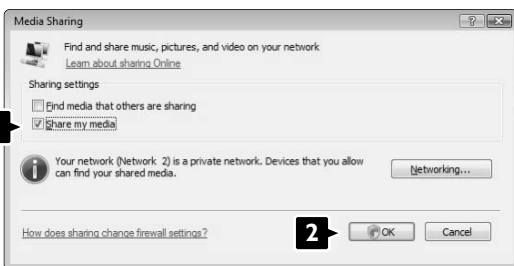 Media Sharing
Find and share music, pictures, and video on your network
Learn about sharing Online
Sharing settings
Find media that others are sharing
Share my media
Your network (Network 2) is a private network. Devices that you allow
can find your shared media.
Networking...
How does sharing change firewall settings?
2
OK
Cancel